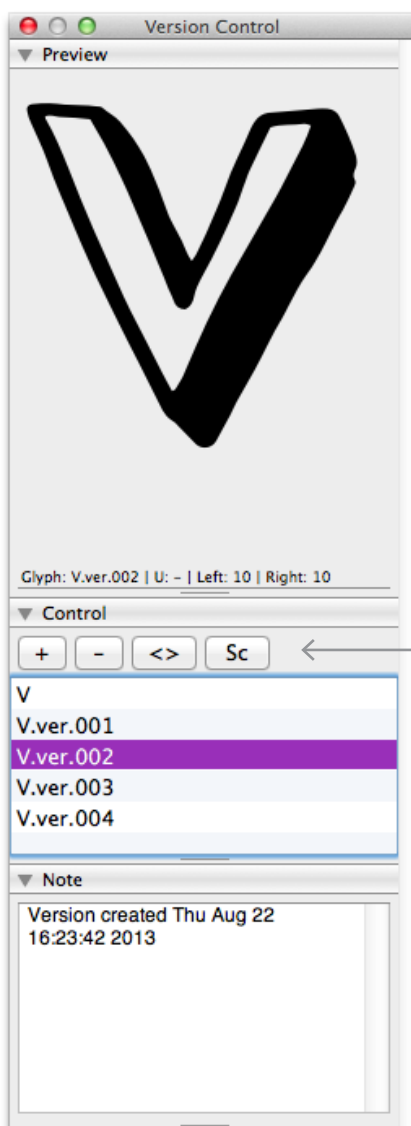 Version Control
Preview
Glyph: V.ver.002 | U: – | Left: 10 | Right: 10
Control
+ - <> Sc
V
V.ver.001
V.ver.002
V.ver.003
V.ver.004
Note
Version created Thu Aug 22
16:23:42 2013